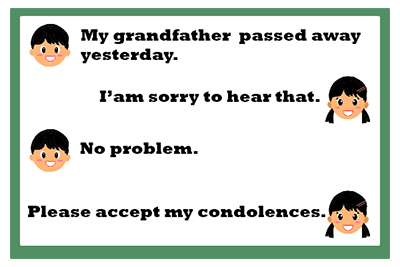 My grandfather passed away
yesterday.
I'am sorry to hear that.
No problem.
Please accept my condolences.